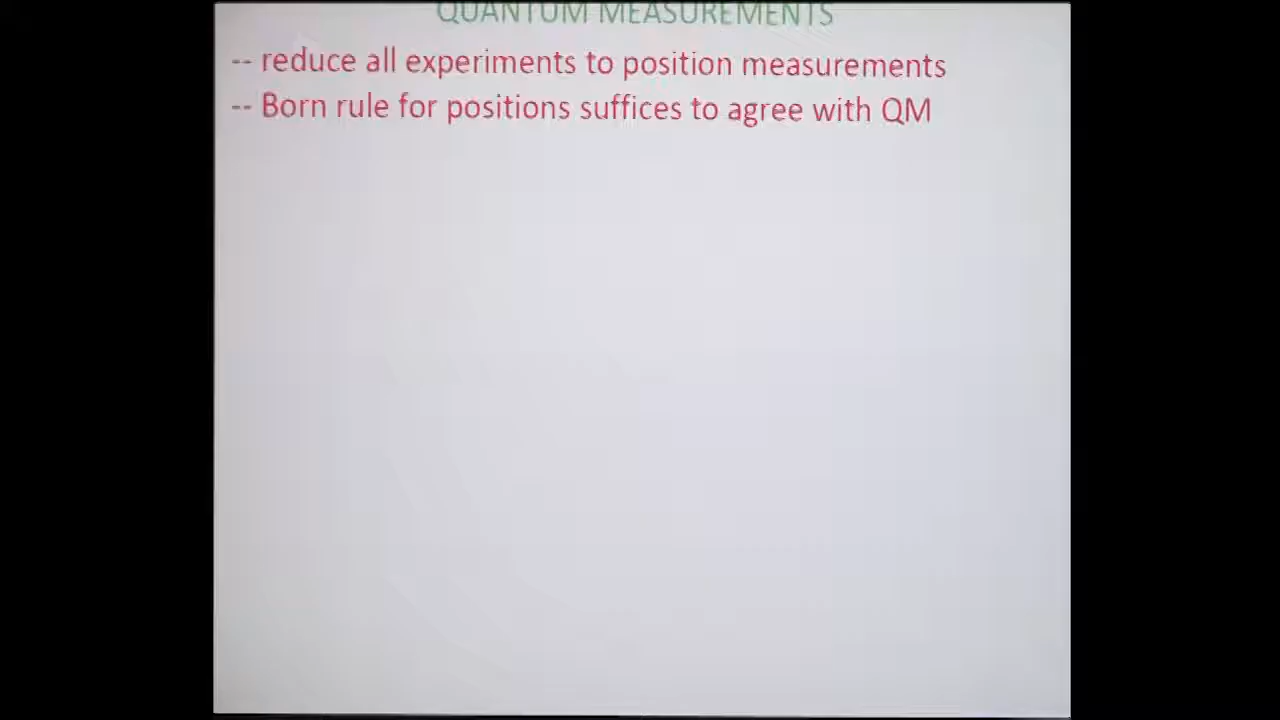 QUANTUM MEASUREMENTS
-- reduce all experiments to position measurements
-- Born rule for positions suffices to agree with QM